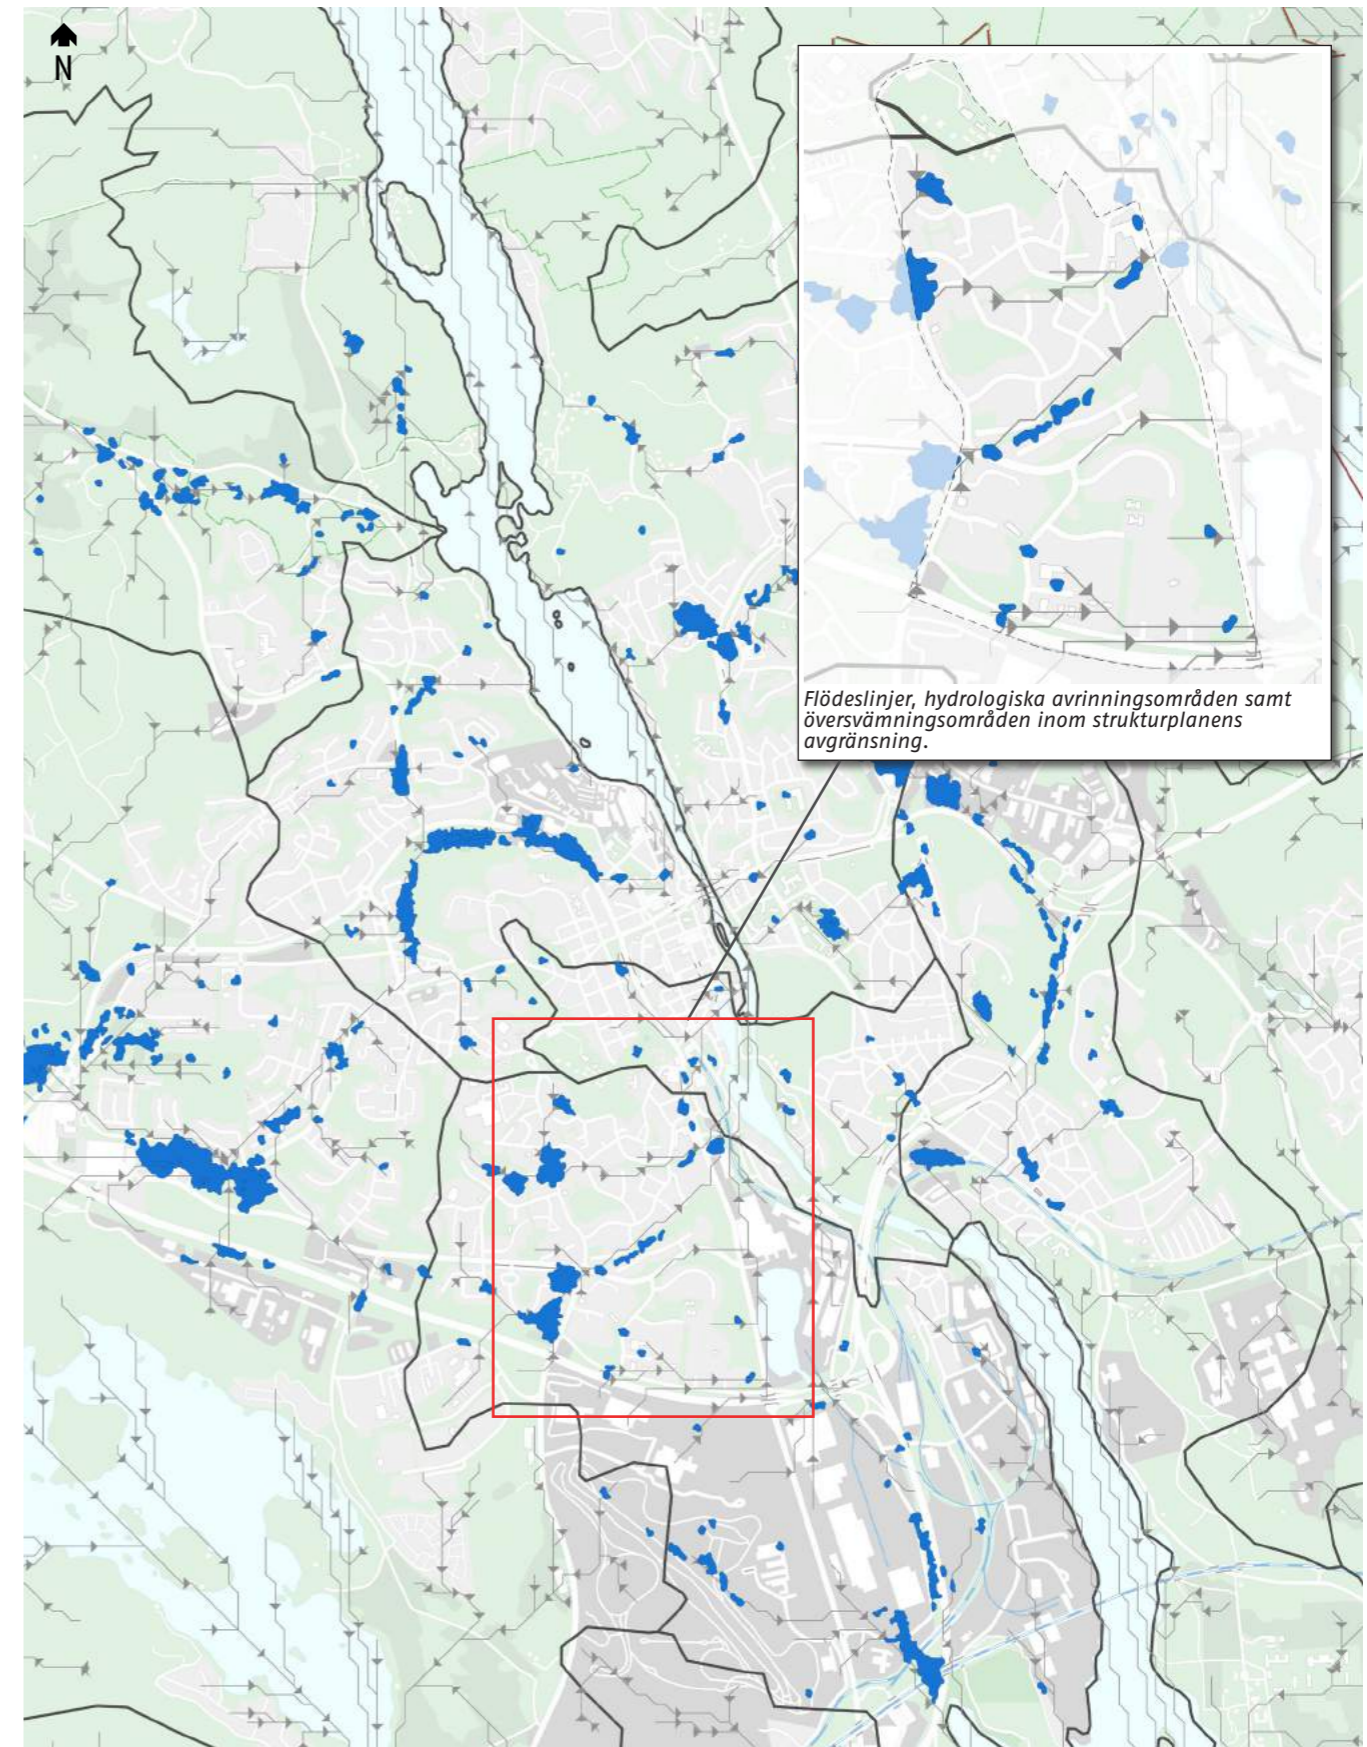 N
Flödeslinjer, hydrologiska avrinningsområden samt
översvämningsområden inom strukturplanens
avgränsning.